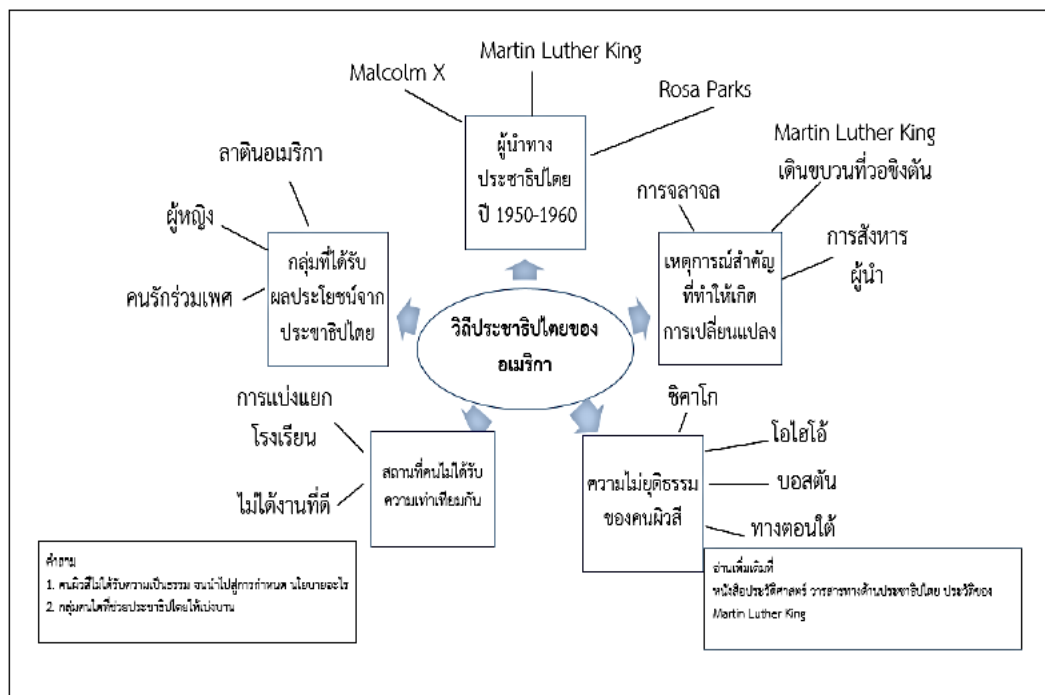 Martin Luther King
Malcolm X
Rosa Parks
ผู้นำทาง
ประชาธิปไตย
ปี 1950-1960
Martin Luther King
เดินขบวนที่วอชิงตัน
การจลาจล
การสังหาร
ผู้นำ
เหตุการณ์สำคัญ
ที่ทำให้เกิด
การเปลี่ยนแปลง
ลาตินอเมริกา
ผู้หญิง
คนรักร่วมเพศ
กลุ่มที่ได้รับ
ผลประโยชน์จาก
ประชาธิปไตย
วิถีประชาธิปไตยของ
อเมริกา
การแบ่งแยก
โรงเรียน
ไม่ได้งานที่ดี
สถานที่คนไม่ได้รับ
ความเท่าเทียมกัน
ชิคาโก
โอไฮโอ้
บอสตัน
ทางตอนใต้
ความไม่ยุติธรรม
ของคนผิวสี
คำถาม
1. คนผิวสีไม่ได้รับความเป็นธรรม จนนำไปสู่การกำหนด นโยบายอะไร
2. กลุ่มคนใดที่ช่วยประชาธิปไตยให้เบ่งบาน
อ่านเพิ่มเติมที่
หนังสือประวัติศาสตร์ วารสารทางด้านประชาธิปไตย ประวัติของ
Martin Luther King